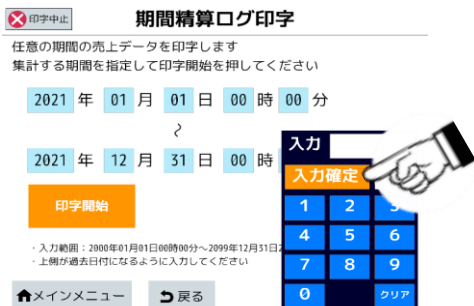 印字中止
期間精算ログ印字
任意の期間の売上データを印字します
集計する期間を指定して印字開始を押してください
2021 年 01 月 01 日 00 時 00 分
~
2021 年 12 月 31 日 00 時
入力
入力確定
印字開始
1 2 3
4 5 6
7 8 9
0 クリア
・入力範囲:2000年01月01日00時00分～2099年12月31日
・上側が過去日付になるように入力してください
メインメニュー
戻る